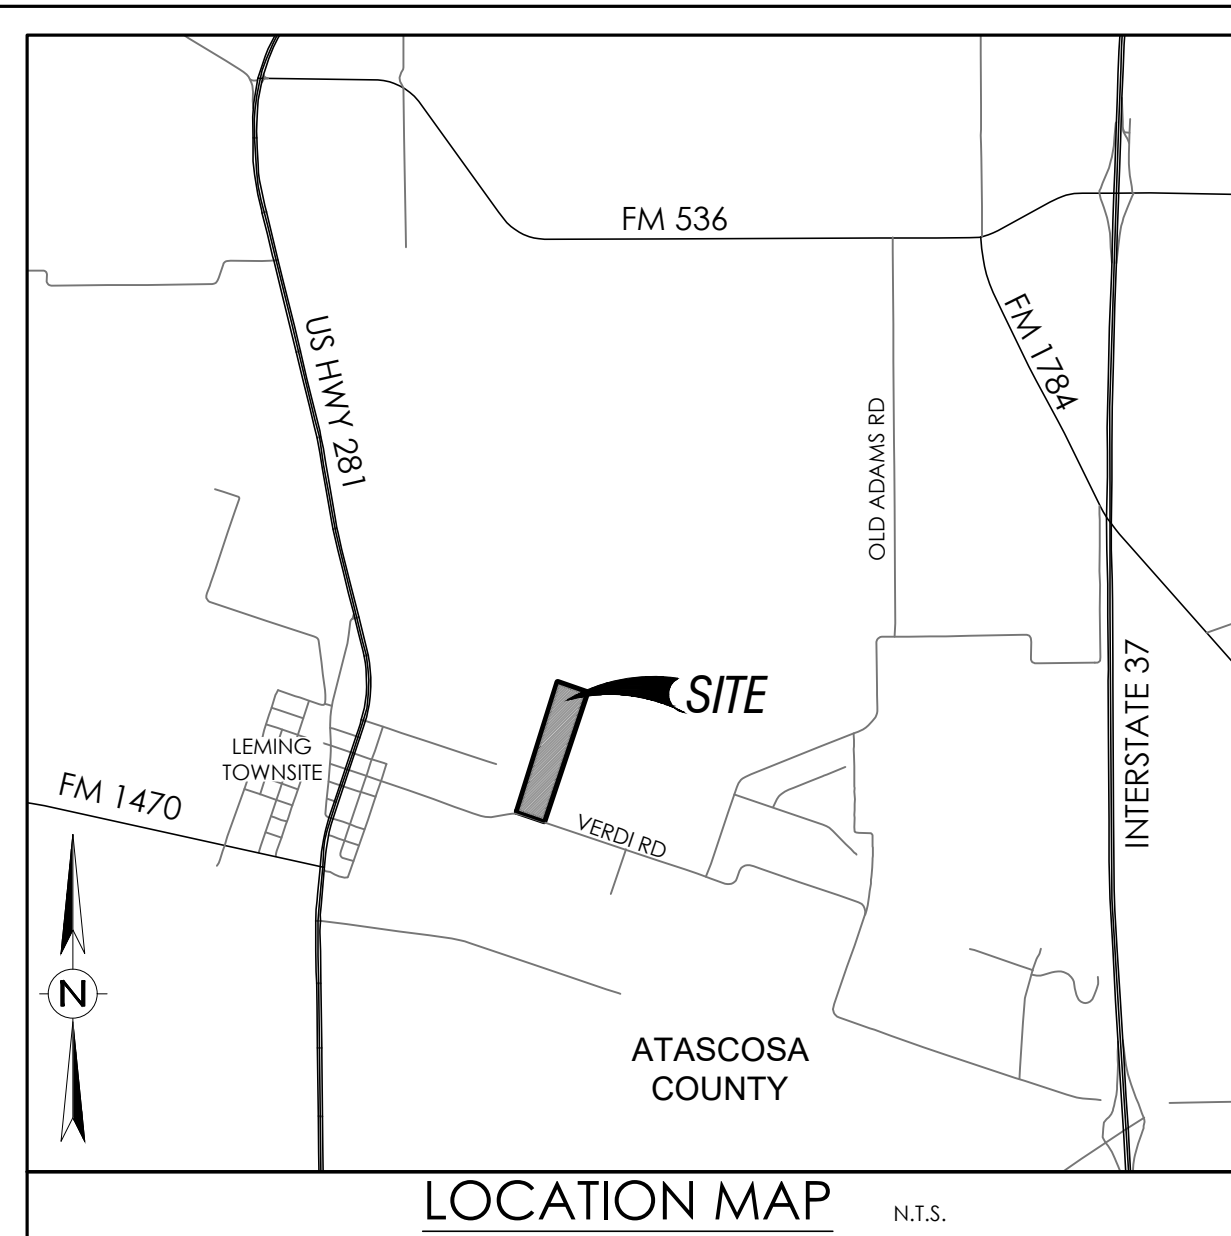 FM 536
US HWY 281
FM 1784
OLD ADAMS RD
SITE
INTERSTATE 37
LEMING
TOWNSITE
FM 1470
VERDI RD
N
ATASCOSA
COUNTY
LOCATION MAP
N.T.S.